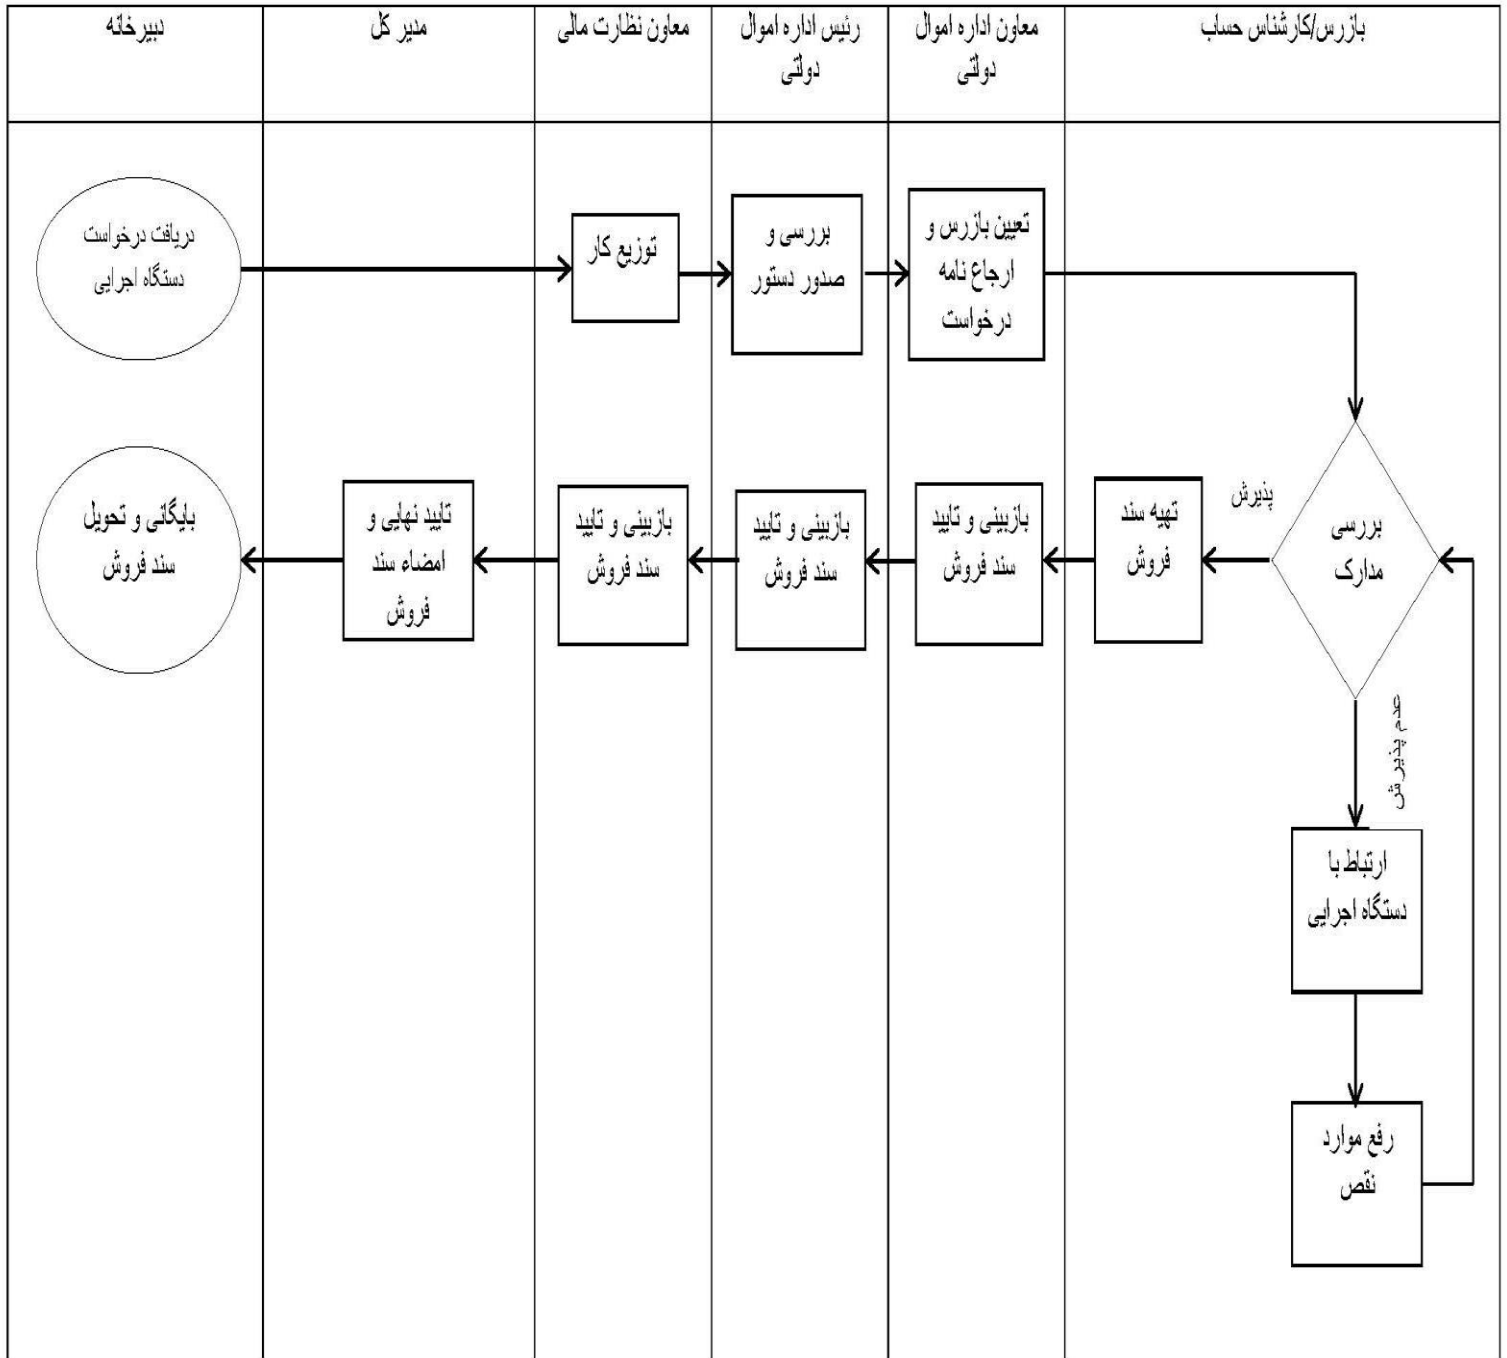 بازرس/کارشناس حساب
معاون اداره اموال
دولتی
رئیس اداره اموال
دولتی
معاون نظارت مالی
مدیر کل
دبیرخانه
دریافت درخواست
دستگاه اجرایی
توزیع کار
بررسی و
صدور دستور
تعیین بازرس و
ارجاع نامه
درخواست
بررسی
مدارک
پذیرش
تهیه سند
فروش
بازبینی و تایید
سند فروش
بازبینی و تایید
سند فروش
بازبینی و تایید
سند فروش
تایید نهایی و
امضاء سند
فروش
بایگانی و تحویل
سند فروش
عدم پذیرش
ارتباط با
دستگاه اجرایی
رفع موارد
نقص